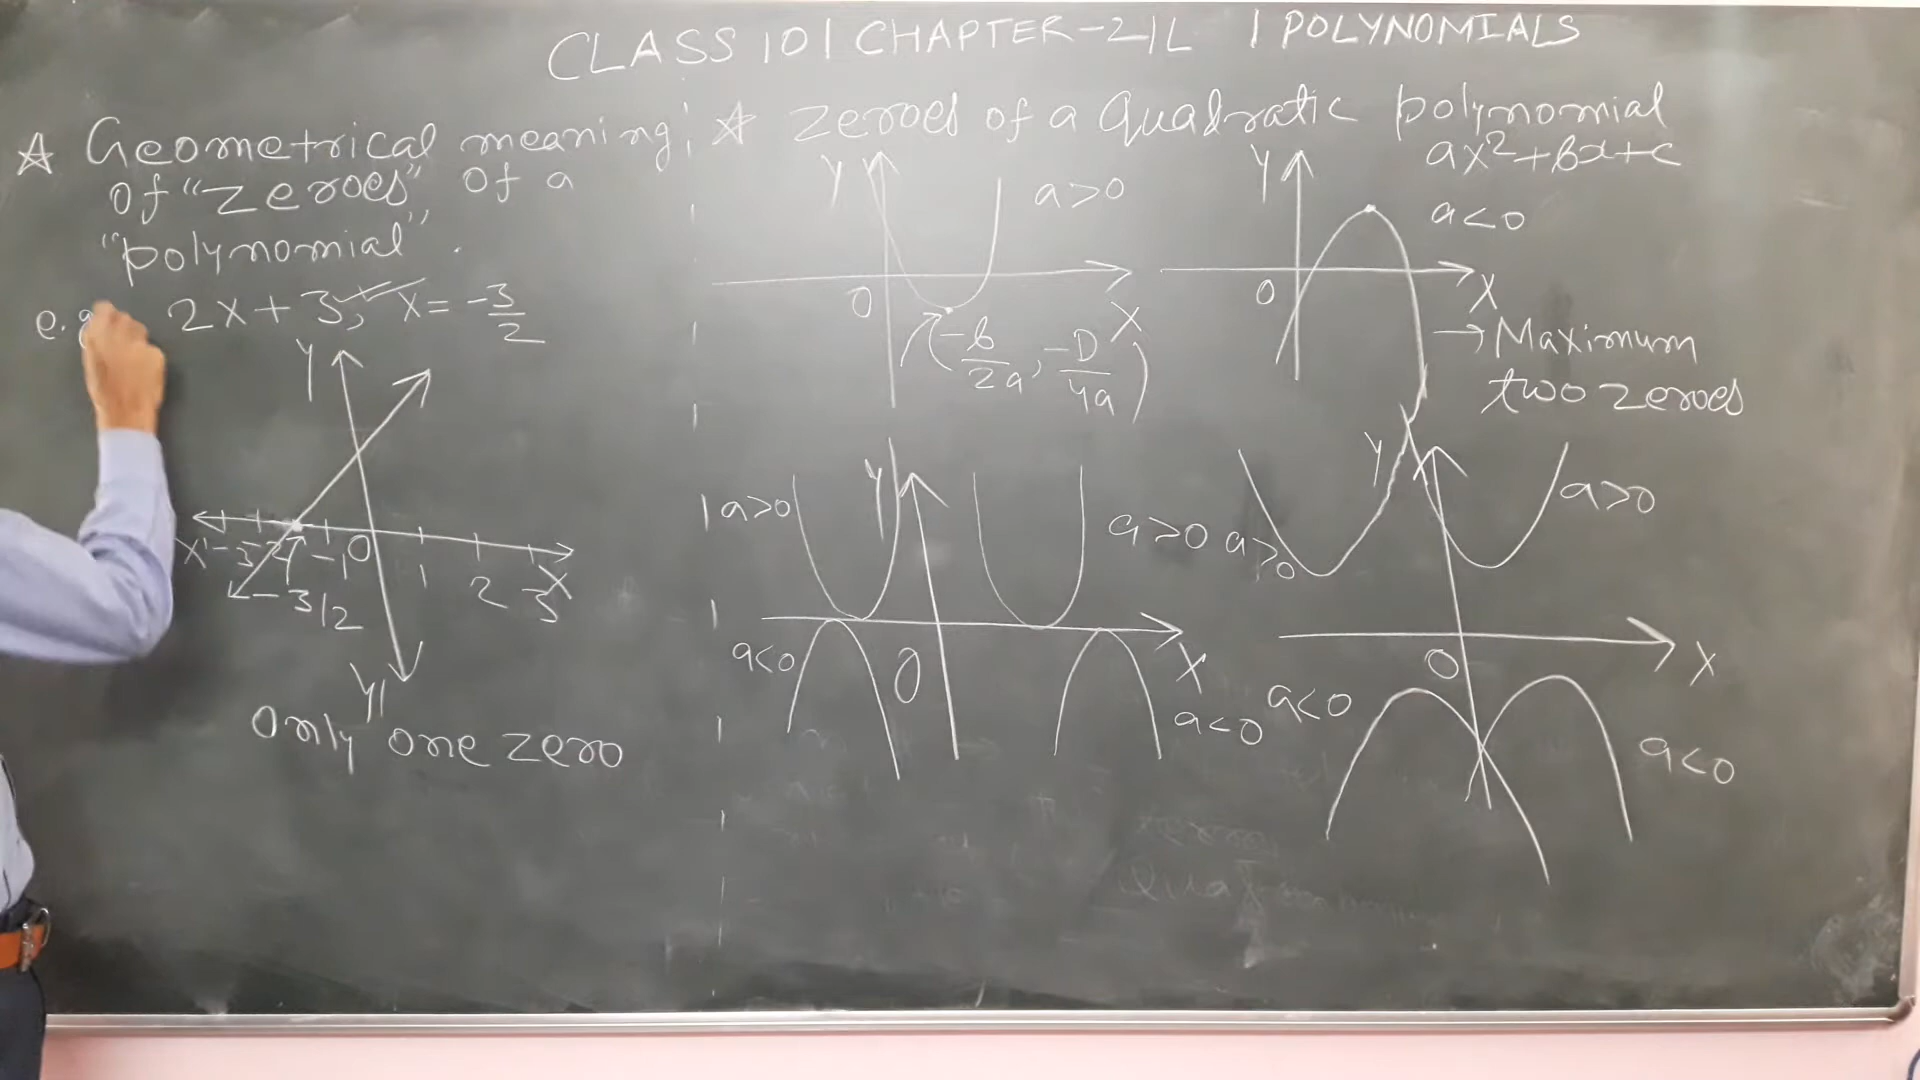 CLASS 10 | CHAPTER-2 | L | POLYNOMIALS
☆ Geometrical meaning
of "zeroes" of a
"polynomial".
e.g. 2x+3, x = -3/2
Y
X' -3 -2 -1 0 1 2 3 X
-3/2
Y'
Only one zero
☆ Zeroes of a Quadratic polynomial
ax²+bx+c
Y a>0
0 X
(-b/2a, -D/4a)
Y a<0
0 X
→ Maximum
two zeroes
a>0 Y a>0
a<0 0 X a<0
a>0 Y a>0
0 X
a<0 a<0